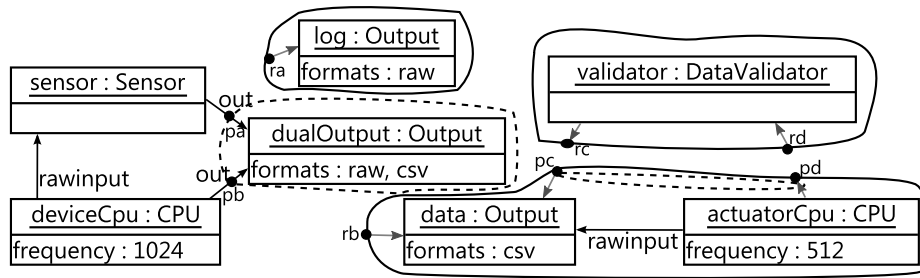 log : Output
ra
formats : raw
sensor : Sensor
out
pa
validator : DataValidator
dualOutput : Output
rc
rd
formats : raw, csv
out
pb
pc
pd
rawinput
deviceCpu : CPU
frequency : 1024
rb
data : Output
formats : csv
rawinput
actuatorCpu : CPU
frequency : 512